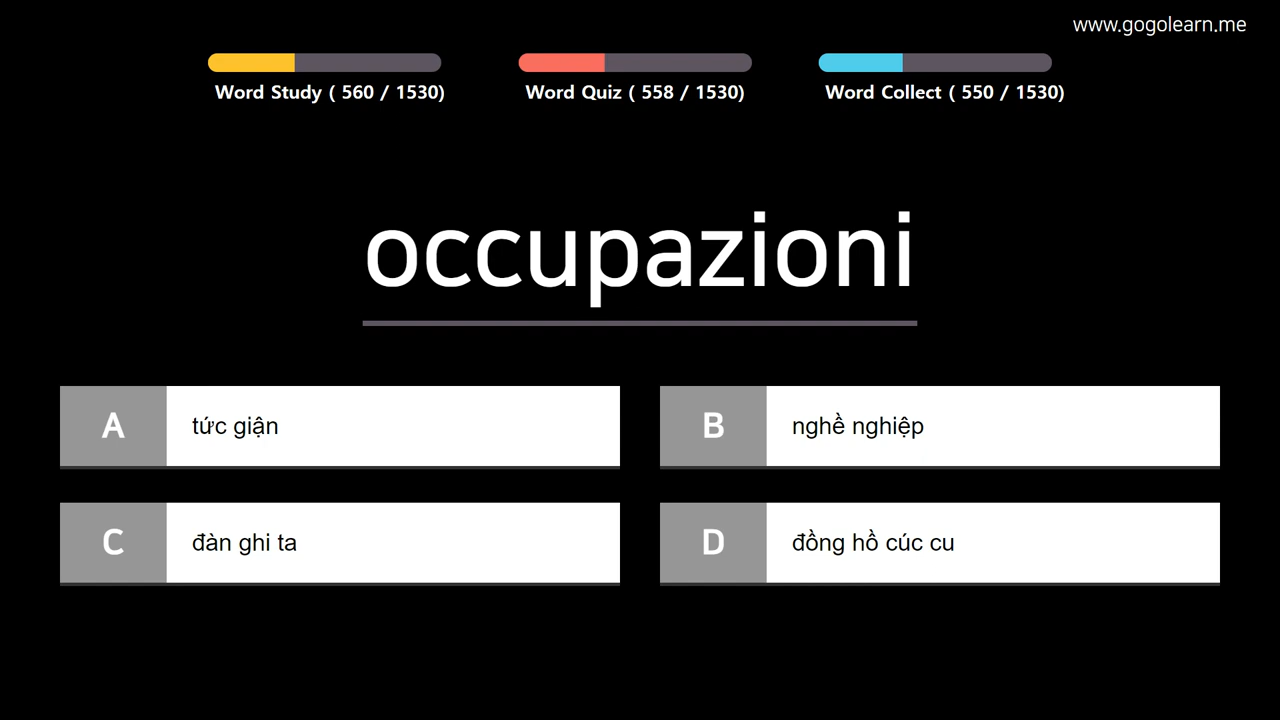 www.gogolearn.me
Word Study ( 560 / 1530)
Word Quiz ( 558 / 1530)
Word Collect ( 550 / 1530)
occupazioni
A
tức giận
B
nghề nghiệp
C
đàn ghi ta
D
đồng hồ cúc cu